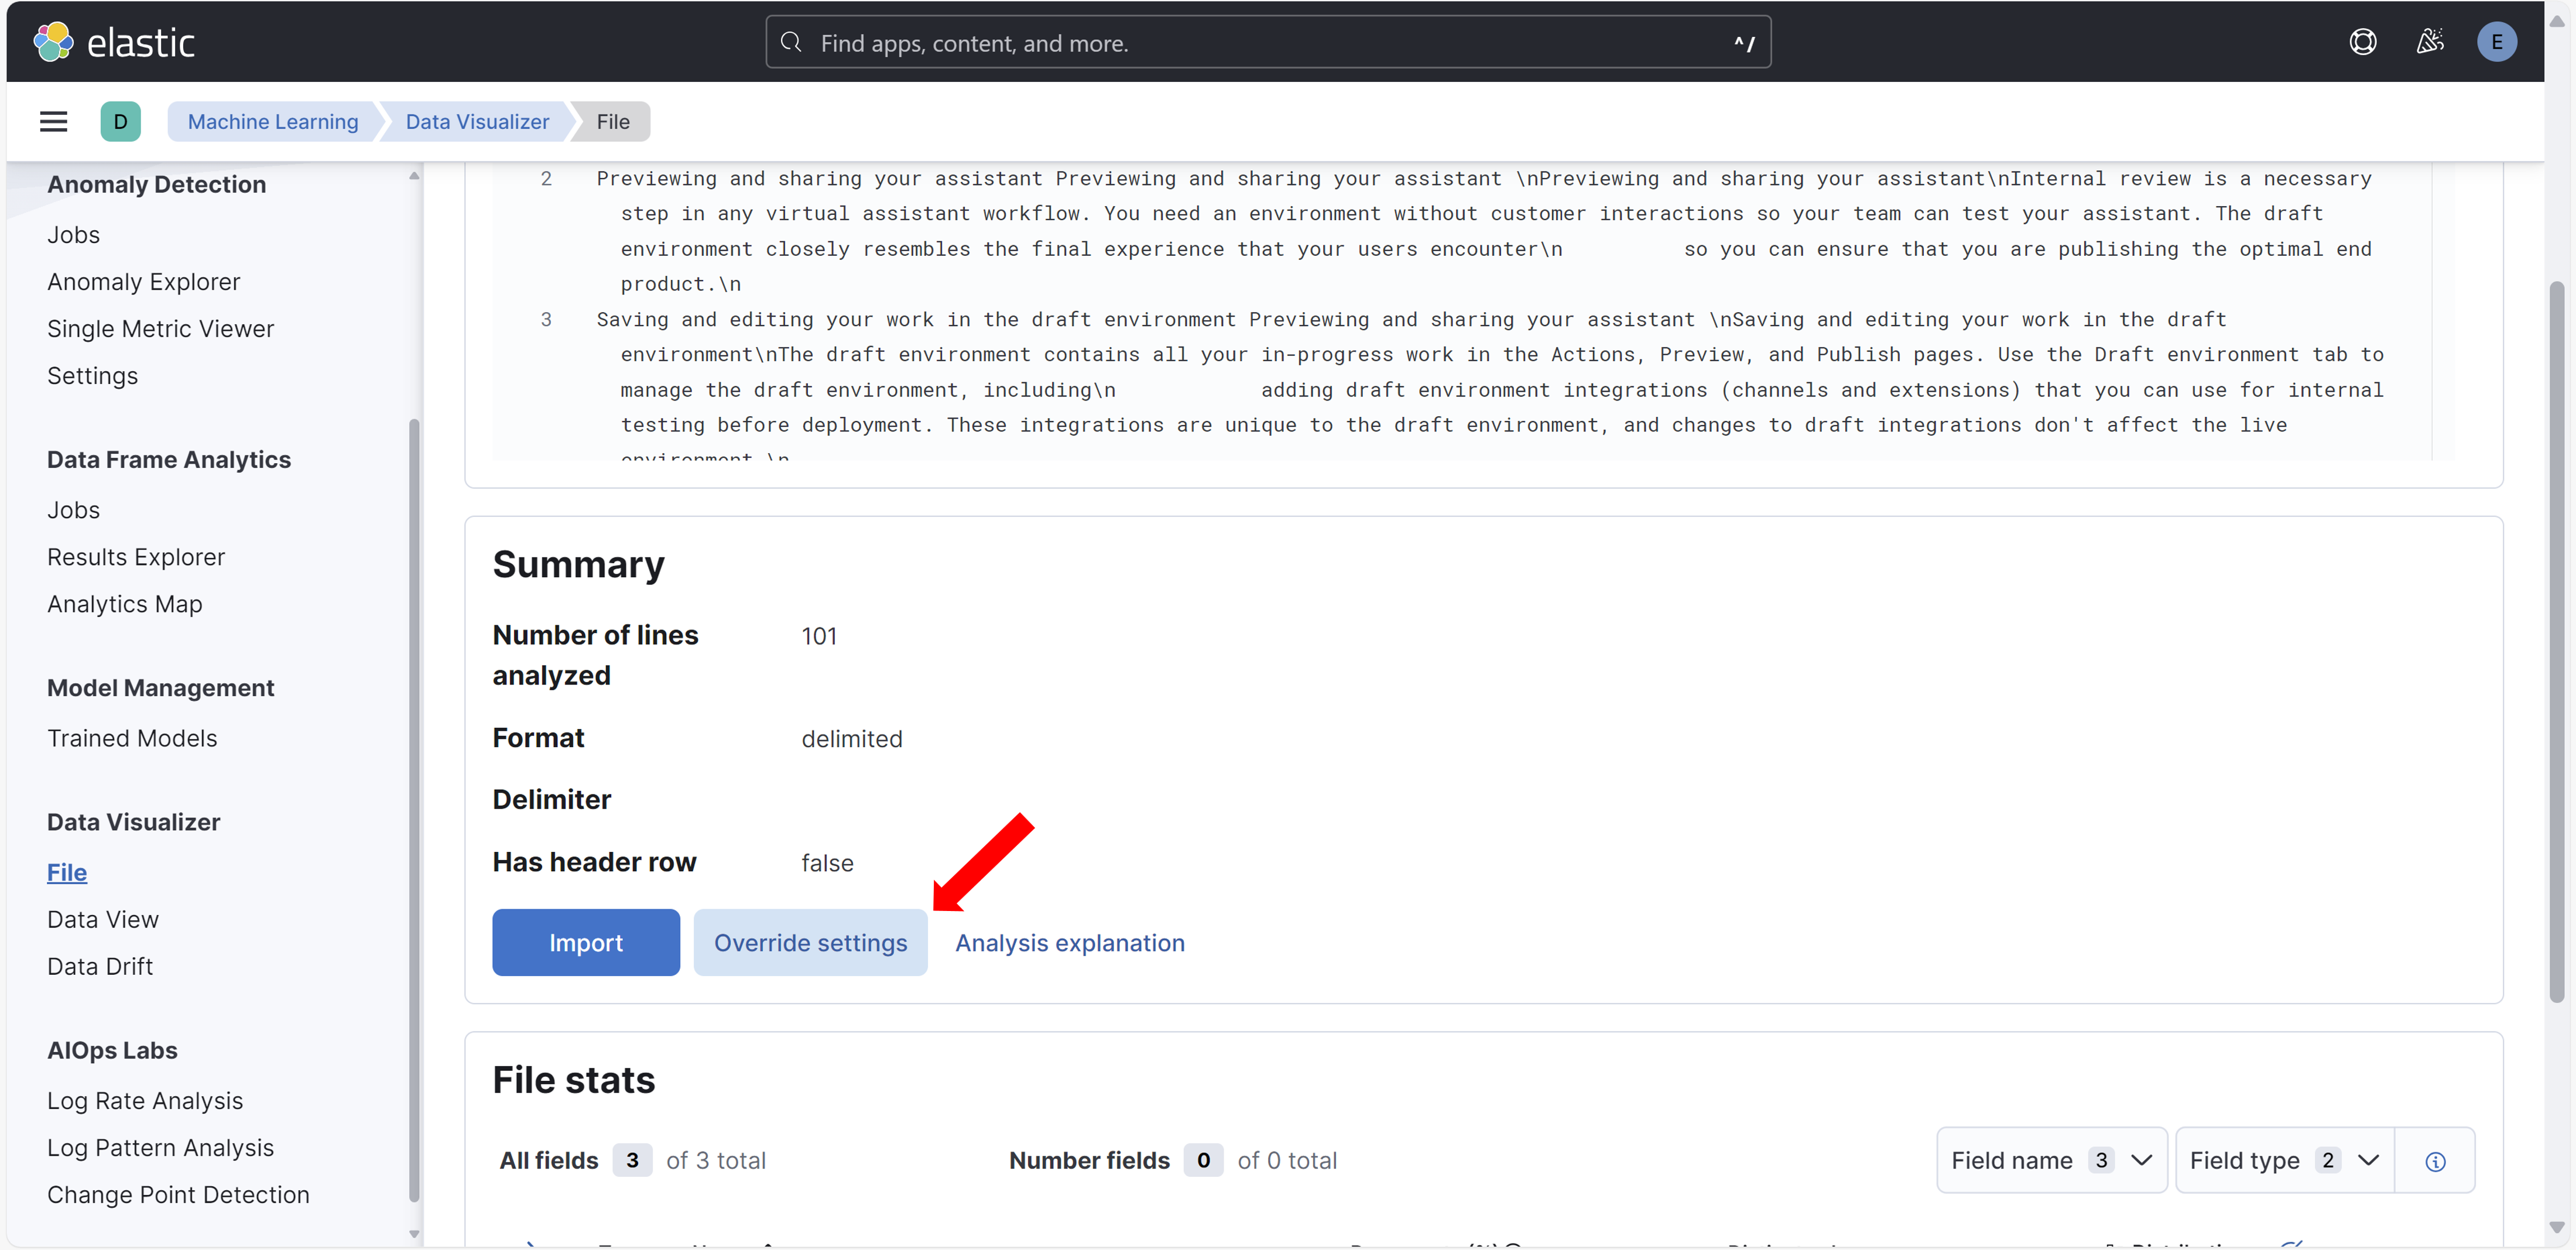 elastic
Find apps, content, and more.
^/
E
D
Machine Learning
Data Visualizer
File
Anomaly Detection
Jobs
Anomaly Explorer
Single Metric Viewer
Settings
Data Frame Analytics
Jobs
Results Explorer
Analytics Map
Model Management
Trained Models
Data Visualizer
File
Data View
Data Drift
AIOps Labs
Log Rate Analysis
Log Pattern Analysis
Change Point Detection
2 Previewing and sharing your assistant Previewing and sharing your assistant \nPreviewing and sharing your assistant\nInternal review is a necessary
step in any virtual assistant workflow. You need an environment without customer interactions so your team can test your assistant. The draft
environment closely resembles the final experience that your users encounter\n so you can ensure that you are publishing the optimal end
product.\n
3 Saving and editing your work in the draft environment Previewing and sharing your assistant \nSaving and editing your work in the draft
environment\nThe draft environment contains all your in-progress work in the Actions, Preview, and Publish pages. Use the Draft environment tab to
manage the draft environment, including\n adding draft environment integrations (channels and extensions) that you can use for internal
testing before deployment. These integrations are unique to the draft environment, and changes to draft integrations don't affect the live
environment.\n
Summary
Number of lines analyzed 101
Format delimited
Delimiter
Has header row false
Import
Override settings
Analysis explanation
File stats
All fields 3 of 3 total
Number fields 0 of 0 total
Field name 3
Field type 2